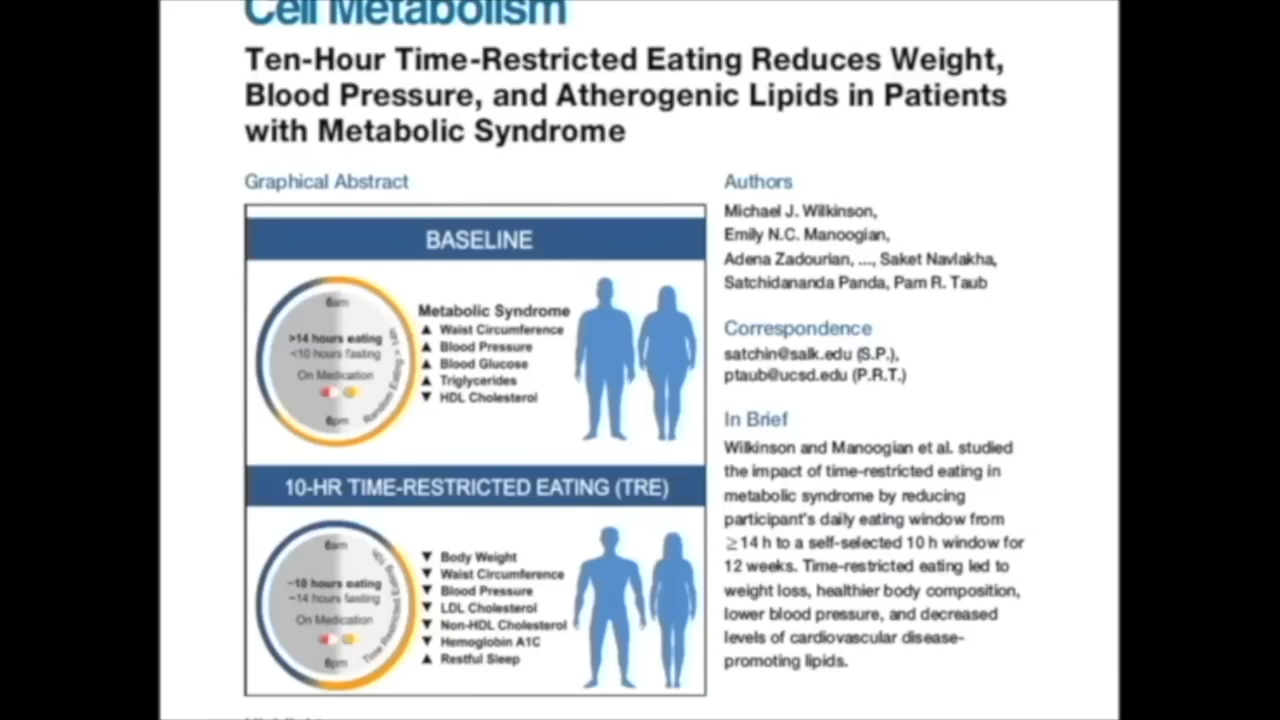 Cell Metabolism
Ten-Hour Time-Restricted Eating Reduces Weight,
Blood Pressure, and Atherogenic Lipids in Patients
with Metabolic Syndrome
Graphical Abstract
BASELINE
6am
>14 hours eating
<10 hours fasting
On Medication
6pm
Random Eating >14h
Metabolic Syndrome
▲ Waist Circumference
▲ Blood Pressure
▲ Blood Glucose
▲ Triglycerides
▼ HDL Cholesterol
10-HR TIME-RESTRICTED EATING (TRE)
6am
~10 hours eating
~14 hours fasting
On Medication
6pm
Time Restricted Eating 10h
▼ Body Weight
▼ Waist Circumference
▼ Blood Pressure
▼ LDL Cholesterol
▼ Non-HDL Cholesterol
▼ Hemoglobin A1C
▲ Restful Sleep
Authors
Michael J. Wilkinson,
Emily N.C. Manoogian,
Adena Zadourian, ..., Saket Navlakha,
Satchidananda Panda, Pam R. Taub
Correspondence
satchin@salk.edu (S.P.),
ptaub@ucsd.edu (P.R.T.)
In Brief
Wilkinson and Manoogian et al. studied
the impact of time-restricted eating in
metabolic syndrome by reducing
participant's daily eating window from
≥14 h to a self-selected 10 h window for
12 weeks. Time-restricted eating led to
weight loss, healthier body composition,
lower blood pressure, and decreased
levels of cardiovascular disease-
promoting lipids.